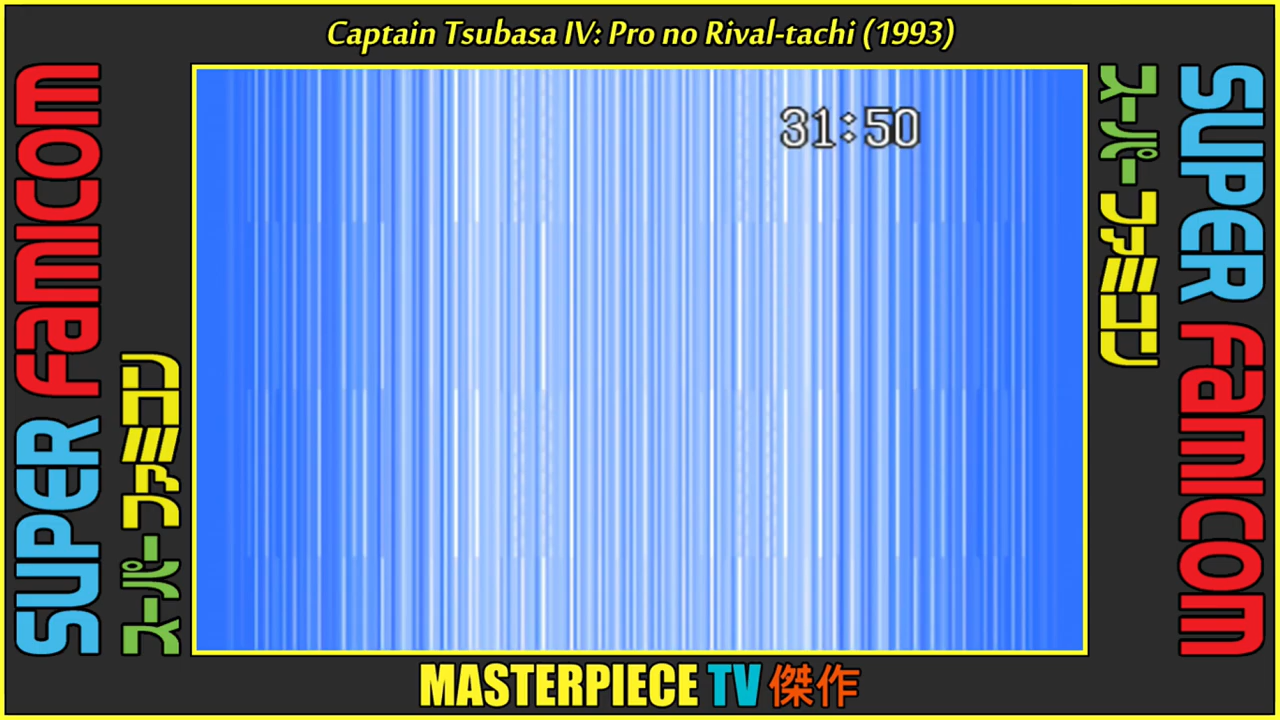 Captain Tsubasa IV: Pro no Rival-tachi (1993)
SUPER FAMICOM
スーパーファミコン
31:50
スーパーファミコン
SUPER FAMICOM
MASTERPIECE TV 傑作